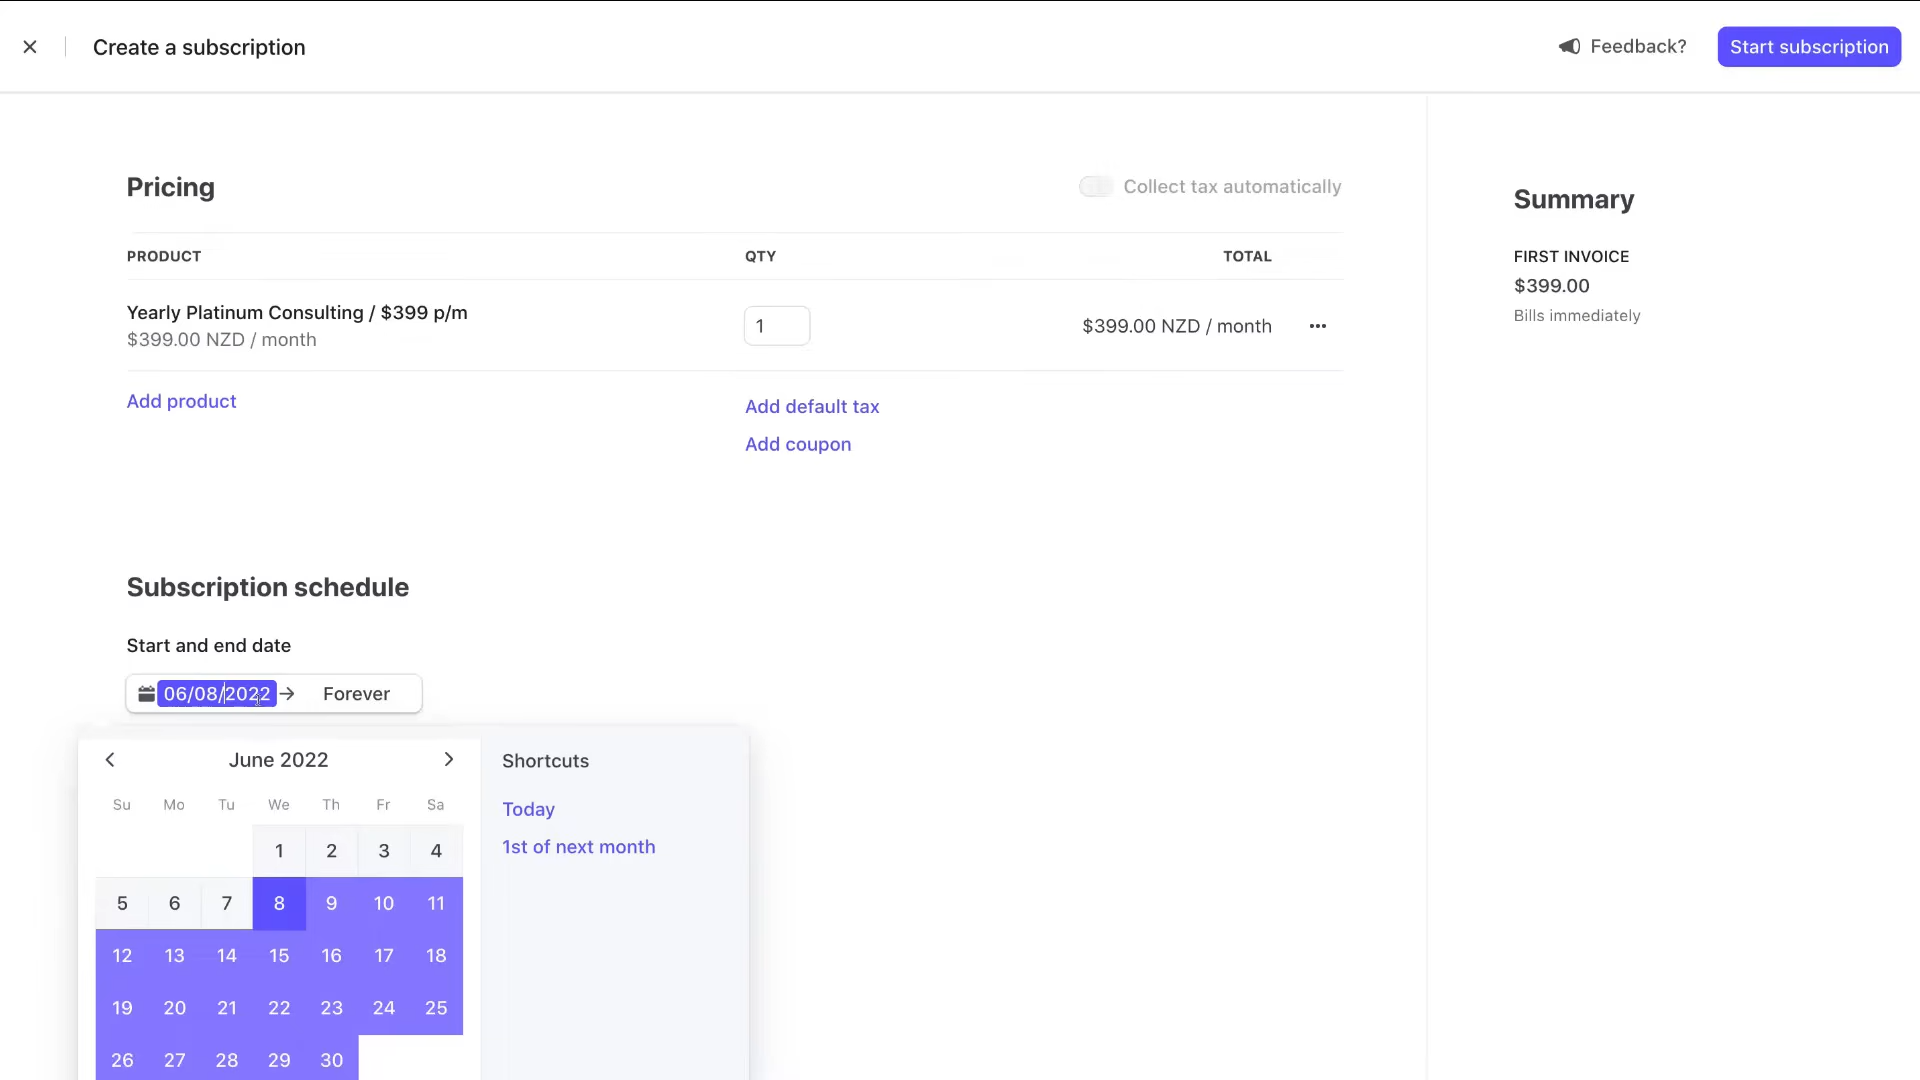 Create a subscription
Feedback?
Start subscription
Pricing
Collect tax automatically
PRODUCT QTY TOTAL
Yearly Platinum Consulting / $399 p/m
$399.00 NZD / month
1
$399.00 NZD / month
Add product
Add default tax
Add coupon
Subscription schedule
Start and end date
06/08/2022 → Forever
June 2022
Su Mo Tu We Th Fr Sa
1 2 3 4
5 6 7 8 9 10 11
12 13 14 15 16 17 18
19 20 21 22 23 24 25
26 27 28 29 30
Shortcuts
Today
1st of next month
Summary
FIRST INVOICE
$399.00
Bills immediately